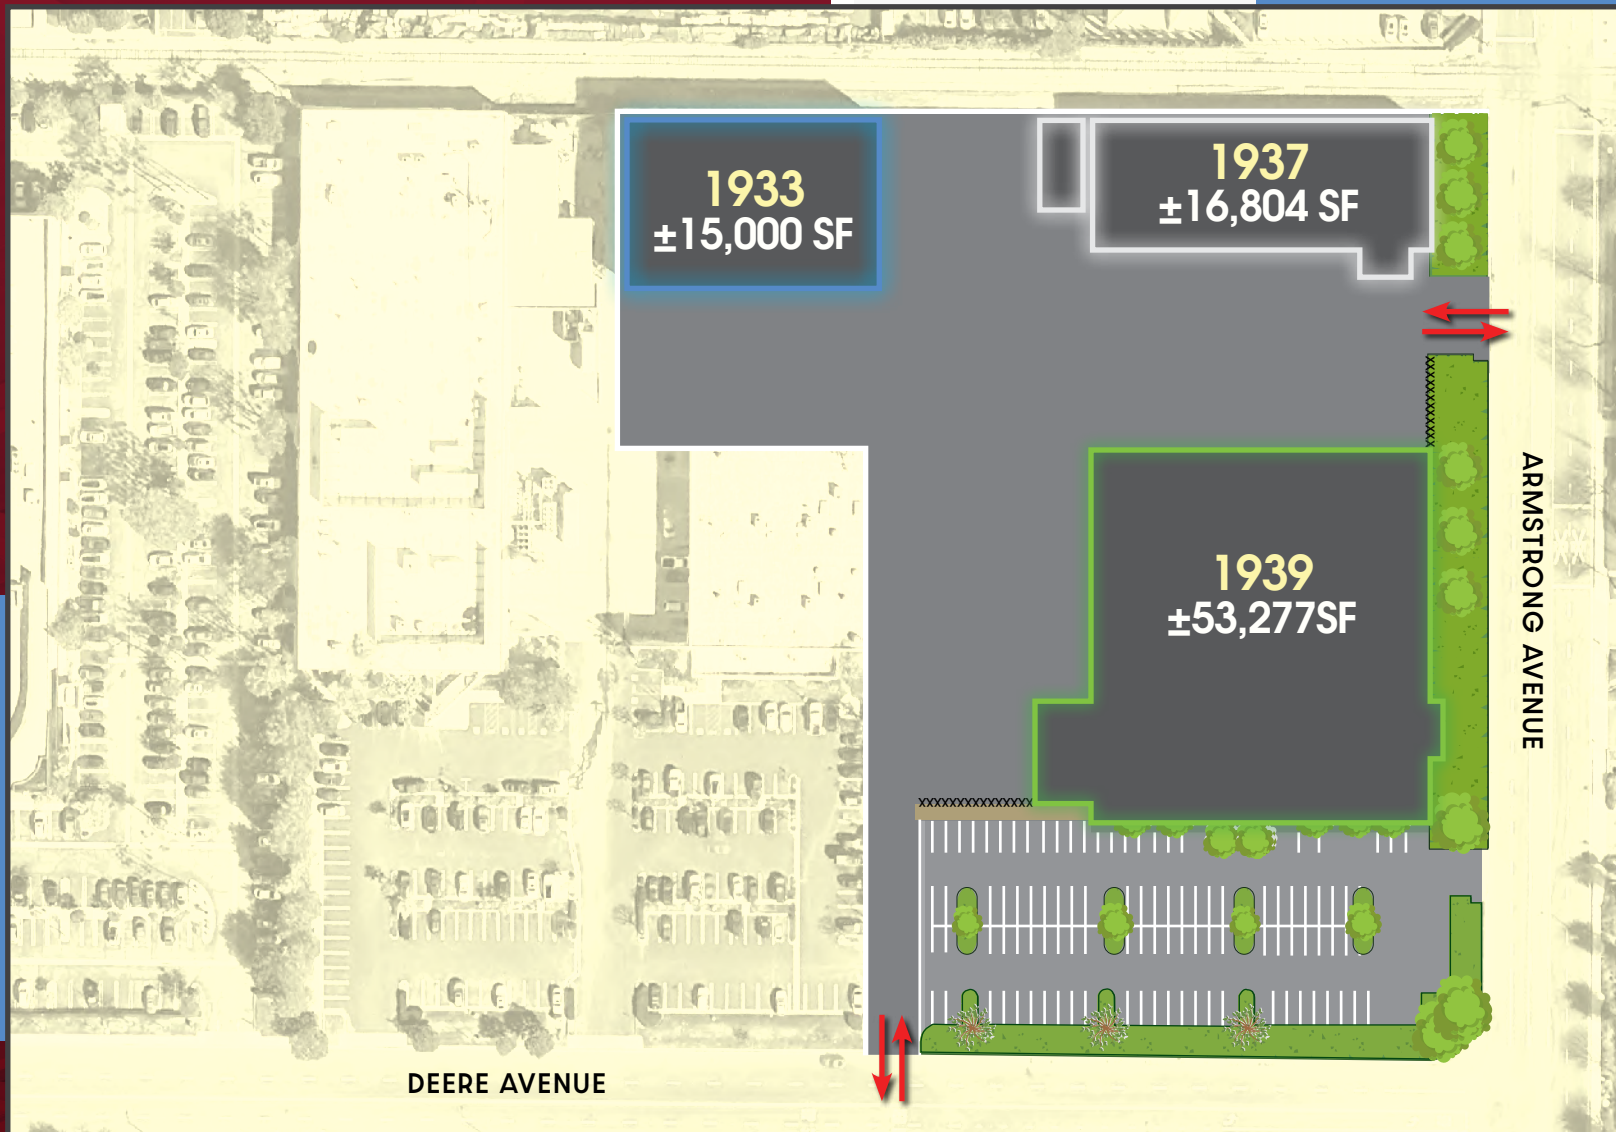 1933
±15,000 SF
1937
±16,804 SF
1939
±53,277SF
ARMSTRONG AVENUE
DEERE AVENUE